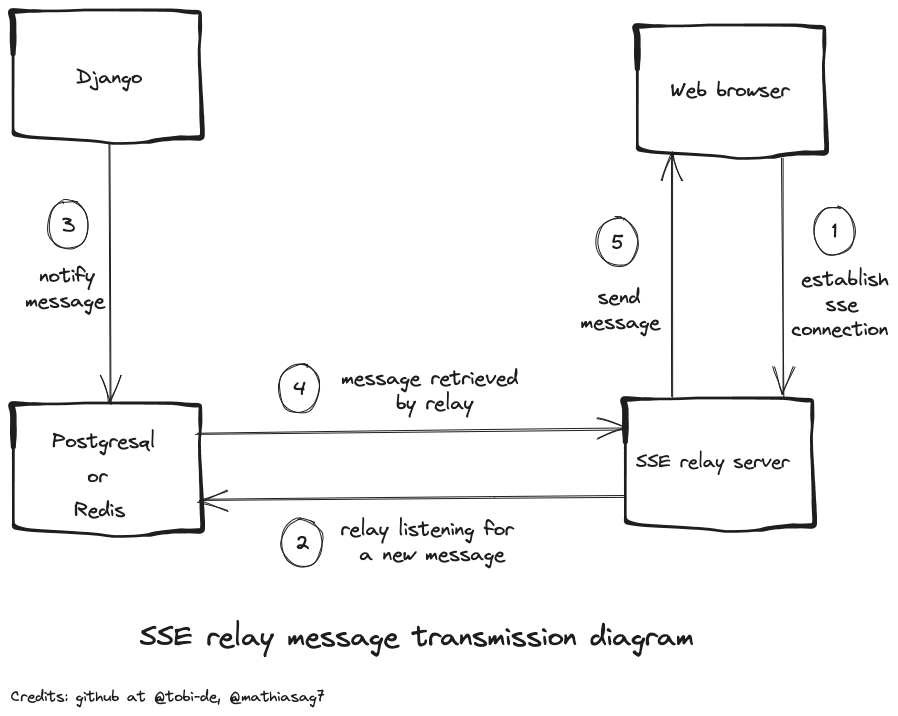 Django
Web browser
3
notify
message
5
send
message
1
establish
sse
connection
4
message retrieved
by relay
Postgresql
or
Redis
SSE relay server
2
relay listening for
a new message
SSE relay message transmission diagram
Credits: github at @tobi-de, @mathiasag7